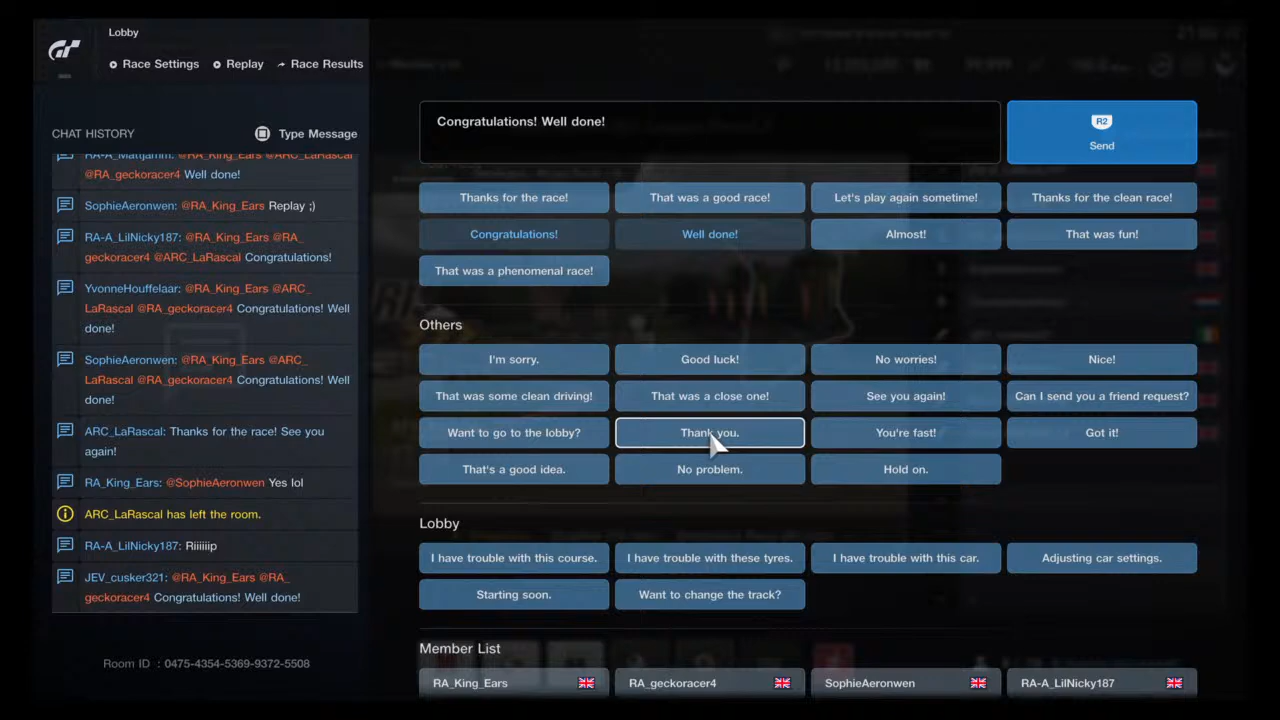 Lobby
Race Settings
Replay
Race Results
CHAT HISTORY
Type Message
RA-A_Mattjamm: @RA_King_Ears @ARC_LaRascal
@RA_geckoracer4 Well done!
SophieAeronwen: @RA_King_Ears Replay ;)
RA-A_LilNicky187: @RA_King_Ears @RA_
geckoracer4 @ARC_LaRascal Congratulations!
YvonneHouffelaar: @RA_King_Ears @ARC_
LaRascal @RA_geckoracer4 Congratulations! Well
done!
SophieAeronwen: @RA_King_Ears @ARC_
LaRascal @RA_geckoracer4 Congratulations! Well
done!
ARC_LaRascal: Thanks for the race! See you
again!
RA_King_Ears: @SophieAeronwen Yes lol
ARC_LaRascal has left the room.
RA-A_LilNicky187: Riiiiiip
JEV_cusker321: @RA_King_Ears @RA_
geckoracer4 Congratulations! Well done!
Room ID : 0475-4354-5369-9372-5508
Congratulations! Well done!
R2
Send
Thanks for the race!
That was a good race!
Let's play again sometime!
Thanks for the clean race!
Congratulations!
Well done!
Almost!
That was fun!
That was a phenomenal race!
Others
I'm sorry.
Good luck!
No worries!
Nice!
That was some clean driving!
That was a close one!
See you again!
Can I send you a friend request?
Want to go to the lobby?
Thank you.
You're fast!
Got it!
That's a good idea.
No problem.
Hold on.
Lobby
I have trouble with this course.
I have trouble with these tyres.
I have trouble with this car.
Adjusting car settings.
Starting soon.
Want to change the track?
Member List
RA_King_Ears
RA_geckoracer4
SophieAeronwen
RA-A_LilNicky187